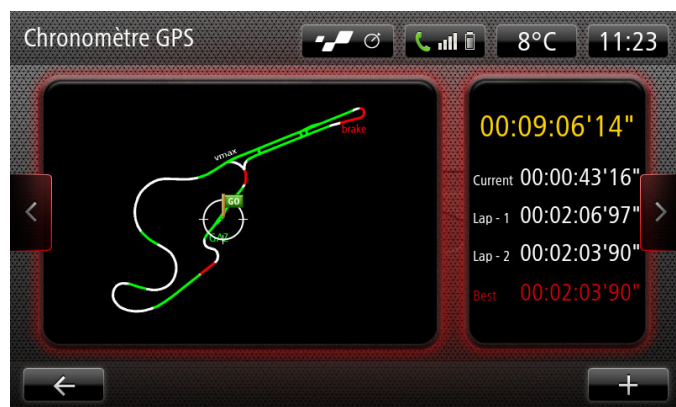 Chronomètre GPS
8°C
11:23
vmax
brake
GO
GAZ
00:09:06'14"
Current 00:00:43'16"
Lap - 1 00:02:06'97"
Lap - 2 00:02:03'90"
Best 00:02:03'90"